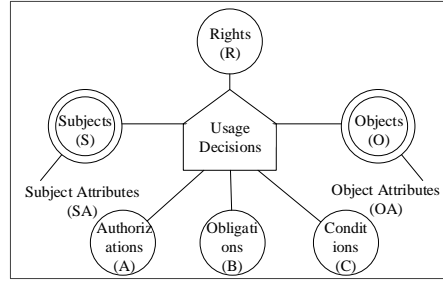 Rights
(R)
Subjects
(S)
Usage
Decisions
Objects
(O)
Subject Attributes
(SA)
Object Attributes
(OA)
Authoriz
ations
(A)
Obligati
ons
(B)
Condit
ions
(C)